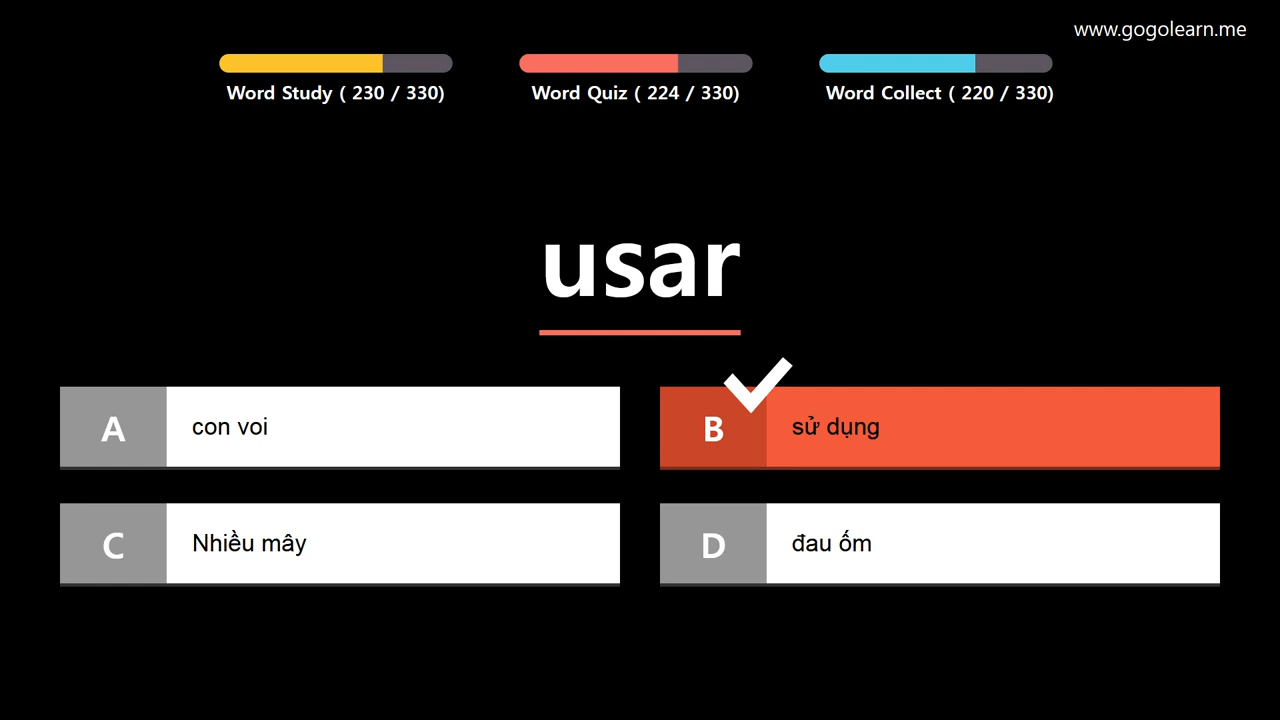 www.gogolearn.me
Word Study ( 230 / 330)
Word Quiz ( 224 / 330)
Word Collect ( 220 / 330)
usar
A con voi
B sử dụng
C Nhiều mây
D đau ốm